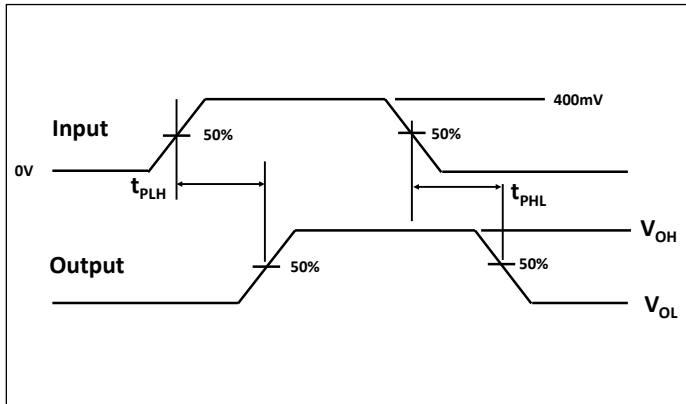 400mV
Input
50%
50%
0V
tPLH
tPHL
VOH
Output
50%
50%
VOL